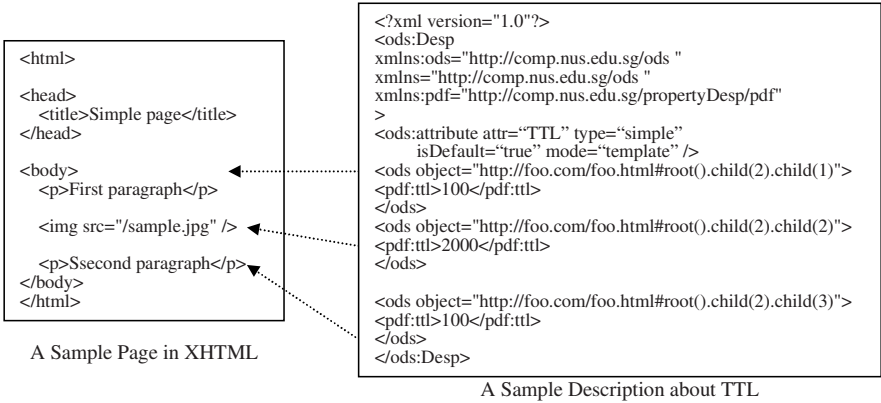 <html>
<head>
<title>Simple page</title>
</head>
<body>
<p>First paragraph</p>
<img src="/sample.jpg" />
<p>Ssecond paragraph</p>
</body>
</html>
A Sample Page in XHTML
<?xml version="1.0"?>
<ods:Desp
xmlns:ods="http://comp.nus.edu.sg/ods "
xmlns="http://comp.nus.edu.sg/ods "
xmlns:pdf="http://comp.nus.edu.sg/propertyDesp/pdf"
>
<ods:attribute attr=“TTL” type=“simple”
isDefault=“true” mode=“template” />
<ods object="http://foo.com/foo.html#root().child(2).child(1)">
<pdf:ttl>100</pdf:ttl>
</ods>
<ods object="http://foo.com/foo.html#root().child(2).child(2)">
<pdf:ttl>2000</pdf:ttl>
</ods>
<ods object="http://foo.com/foo.html#root().child(2).child(3)">
<pdf:ttl>100</pdf:ttl>
</ods>
</ods:Desp>
A Sample Description about TTL